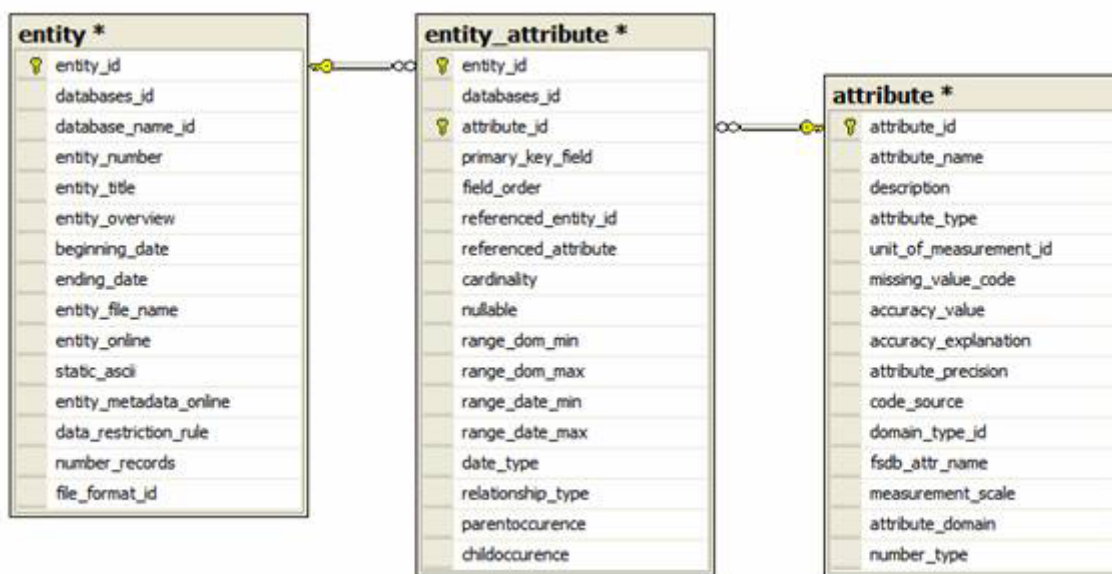 entity *
entity_id
databases_id
database_name_id
entity_number
entity_title
entity_overview
beginning_date
ending_date
entity_file_name
entity_online
static_ascii
entity_metadata_online
data_restriction_rule
number_records
file_format_id
entity_attribute *
entity_id
databases_id
attribute_id
primary_key_field
field_order
referenced_entity_id
referenced_attribute
cardinality
nullable
range_dom_min
range_dom_max
range_date_min
range_date_max
date_type
relationship_type
parentoccurence
childoccurence
attribute *
attribute_id
attribute_name
description
attribute_type
unit_of_measurement_id
missing_value_code
accuracy_value
accuracy_explanation
attribute_precision
code_source
domain_type_id
fsdb_attr_name
measurement_scale
attribute_domain
number_type